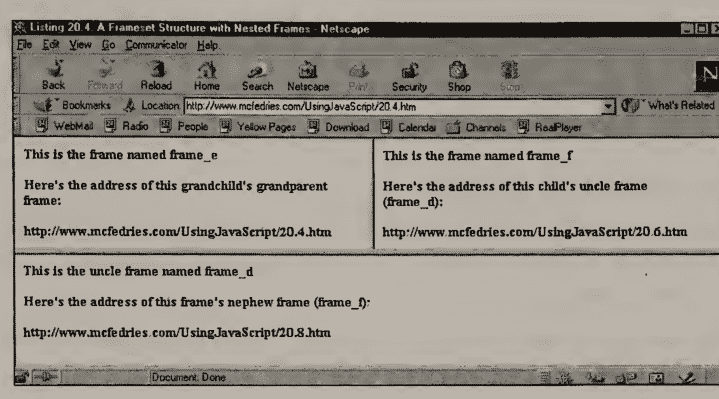 Listing 20.4. A Frameset Structure with Nested Frames - Netscape
File Edit View Go Communicator Help
Back Forward Reload Home Search Netscape Print Security Shop Stop
Bookmarks Location: http://www.mcfedries.com/UsingJavaScript/20.4.htm What's Related
WebMail Radio People Yellow Pages Download Calendar Channels RealPlayer
This is the frame named frame_e
Here's the address of this grandchild's grandparent
frame:
http://www.mcfedries.com/UsingJavaScript/20.4.htm
This is the frame named frame_f
Here's the address of this child's uncle frame
(frame_d):
http://www.mcfedries.com/UsingJavaScript/20.6.htm
This is the uncle frame named frame_d
Here's the address of this frame's nephew frame (frame_f):
http://www.mcfedries.com/UsingJavaScript/20.8.htm
Document: Done